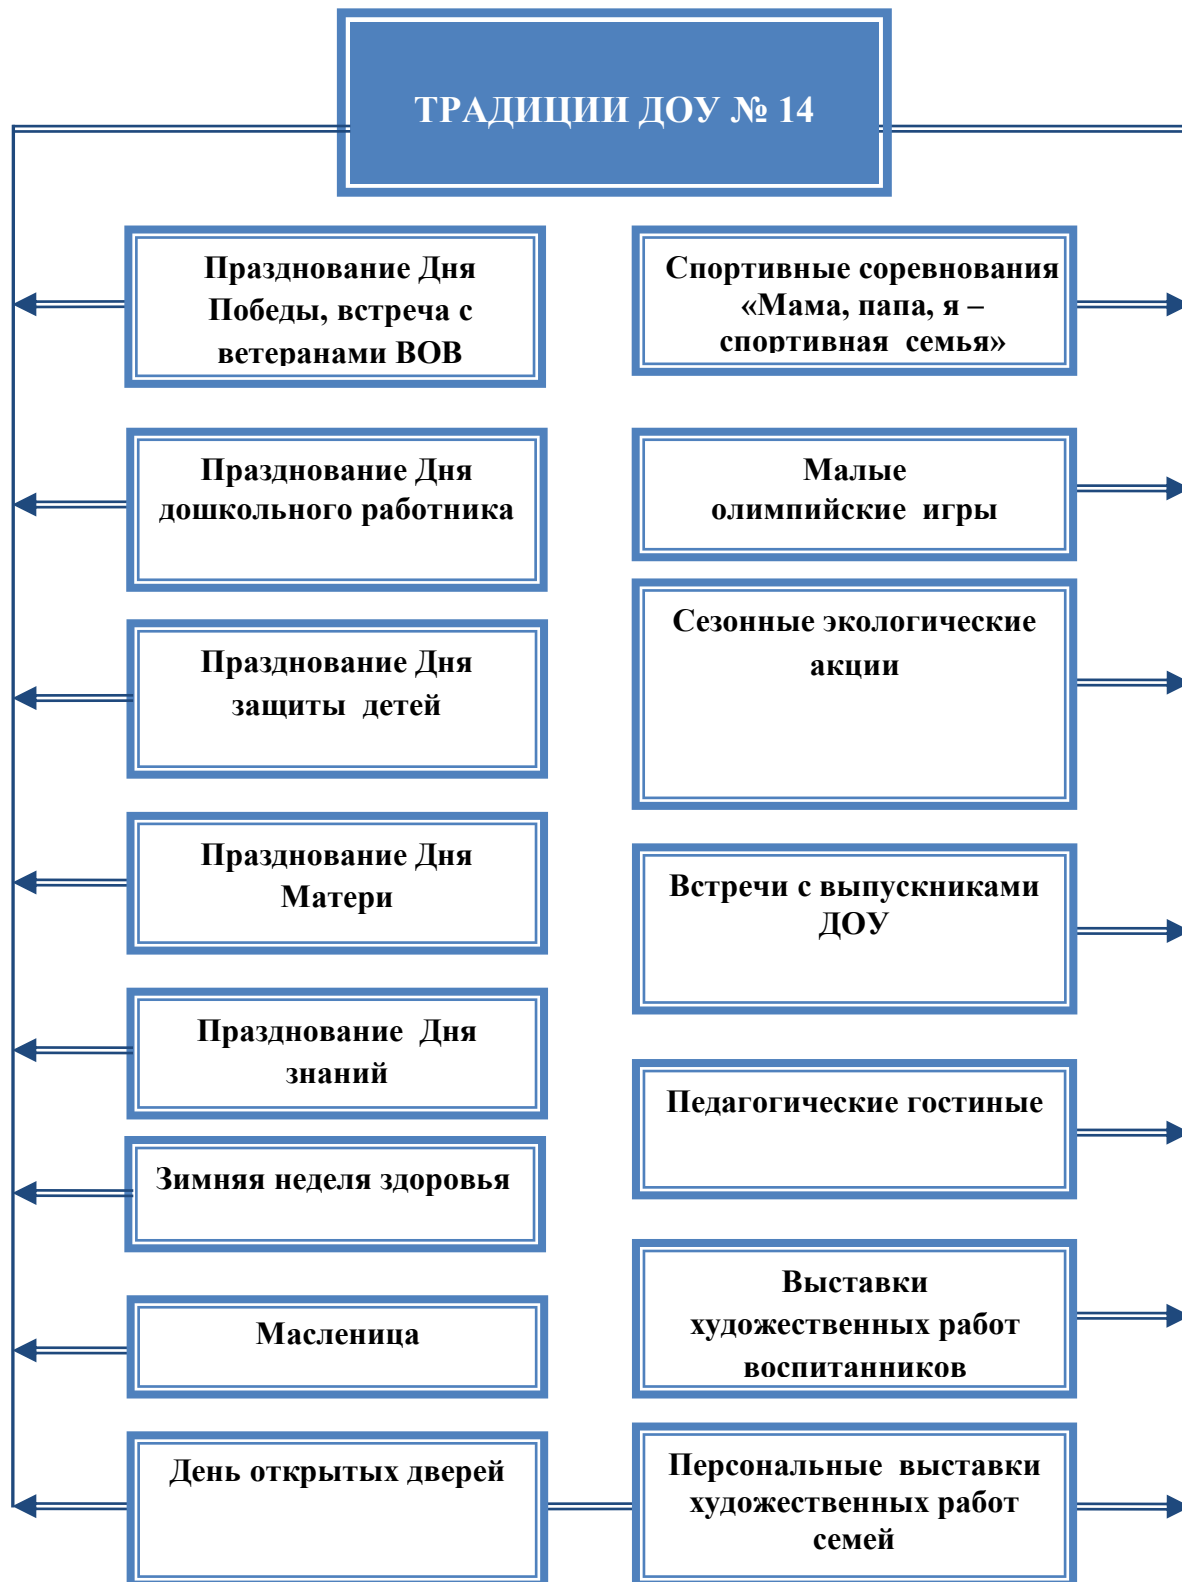 ТРАДИЦИИ ДОУ № 14
Празднование Дня
Победы, встреча с
ветеранами ВОВ
Празднование Дня
дошкольного работника
Празднование Дня
защиты детей
Празднование Дня
Матери
Празднование Дня
знаний
Зимняя неделя здоровья
Масленица
День открытых дверей
Спортивные соревнования
«Мама, папа, я –
спортивная семья»
Малые
олимпийские игры
Сезонные экологические
акции
Встречи с выпускниками
ДОУ
Педагогические гостиные
Выставки
художественных работ
воспитанников
Персональные выставки
художественных работ
семей